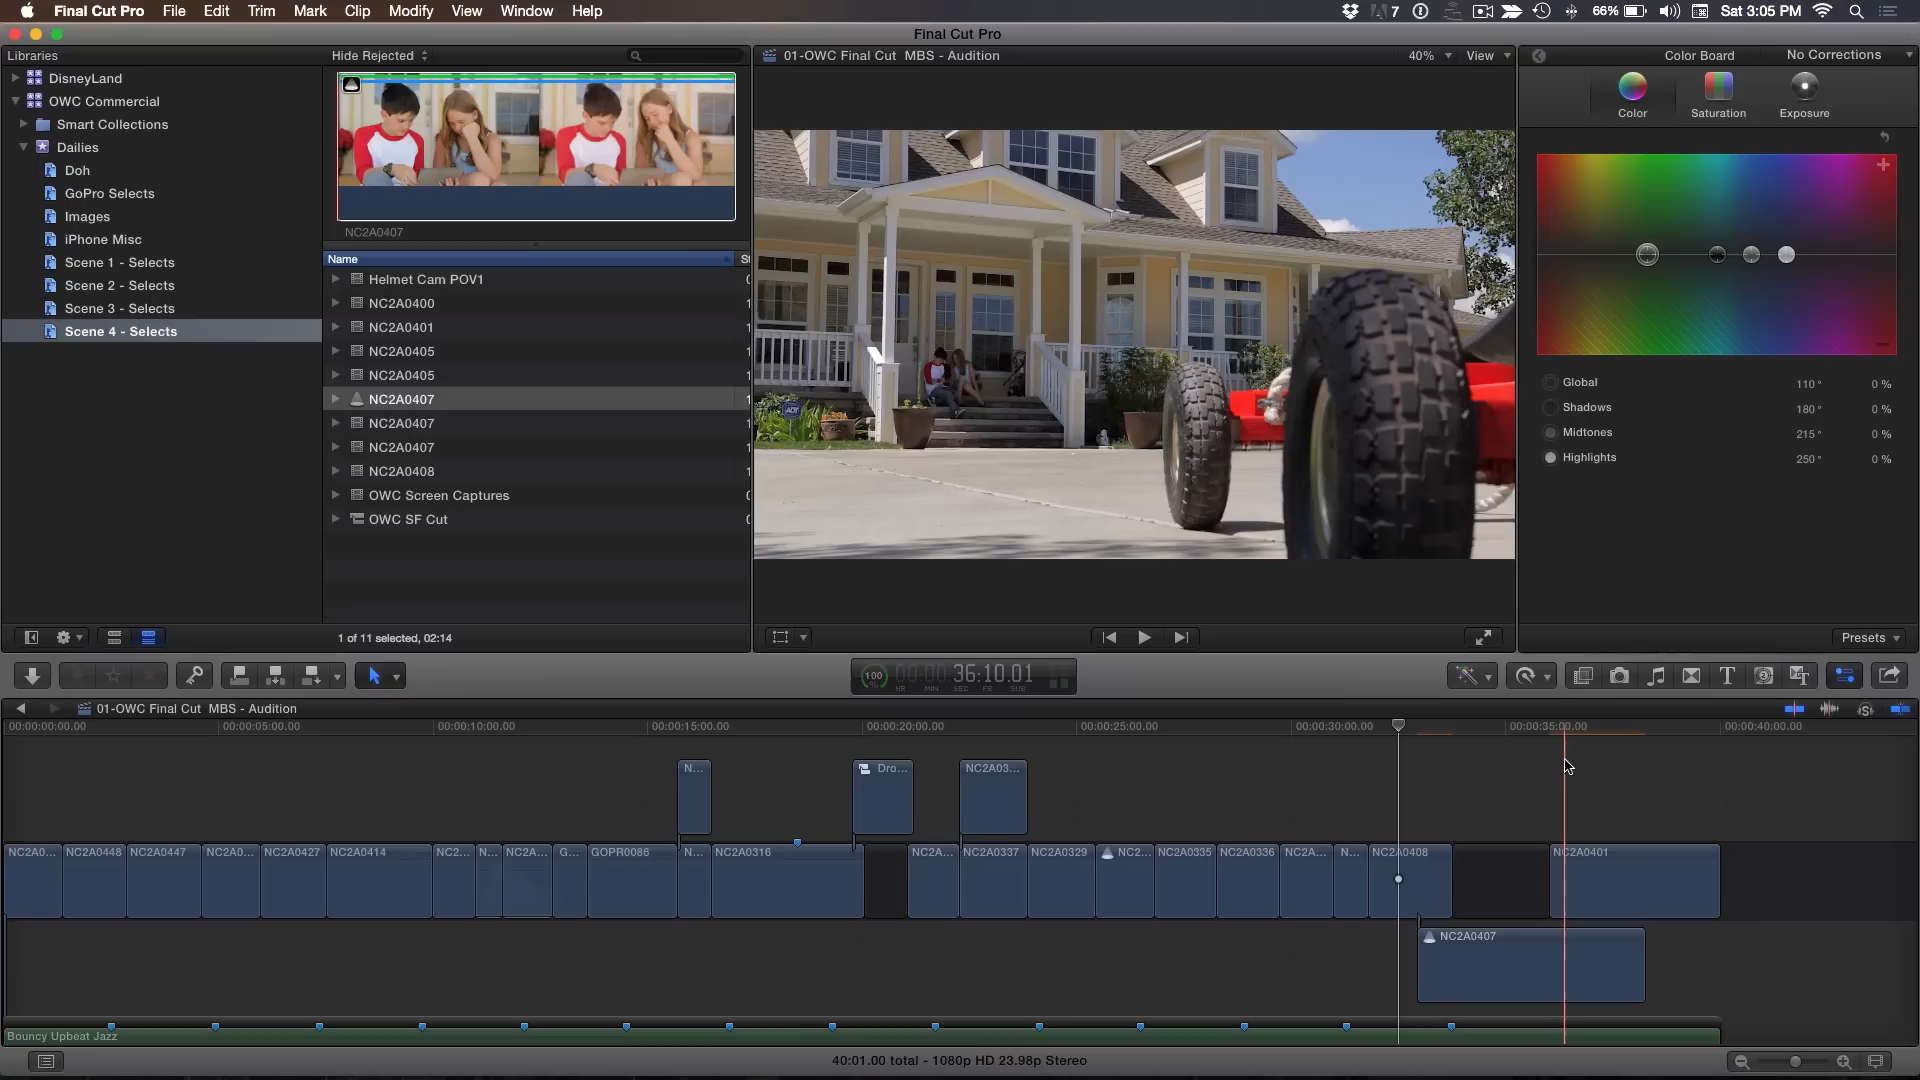 Final Cut Pro File Edit Trim Mark Clip Modify View Window Help 7 66% Sat 3:05 PM
Final Cut Pro
Libraries
Hide Rejected
01-OWC Final Cut MBS - Audition
40%
View
Color Board
No Corrections
DisneyLand
OWC Commercial
Smart Collections
Dailies
Doh
GoPro Selects
Images
iPhone Misc
Scene 1 - Selects
Scene 2 - Selects
Scene 3 - Selects
Scene 4 - Selects
NC2A0407
Name
Helmet Cam POV1
NC2A0400
NC2A0401
NC2A0405
NC2A0405
NC2A0407
NC2A0407
NC2A0407
NC2A0408
OWC Screen Captures
OWC SF Cut
1 of 11 selected, 02:14
ADT
Color
Saturation
Exposure
Global 110° 0 %
Shadows 180° 0 %
Midtones 215° 0 %
Highlights 250° 0 %
Presets
100 %
00:00:36:10.01
HR MIN SEC FR SUB
01-OWC Final Cut MBS - Audition
00:00:00:00.00 00:00:05:00.00 00:00:10:00.00 00:00:15:00.00 00:00:20:00.00 00:00:25:00.00 00:00:30:00.00 00:00:35:00.00 00:00:40:00.00
N... Dro... NC2A03...
NC2A0... NC2A0448 NC2A0447 NC2A0... NC2A0427 NC2A0414 NC2... N... NC2A... G... GOPR0086 N... NC2A0316 NC2A... NC2A0337 NC2A0329 NC2... NC2A0335 NC2A0336 NC2A... N... NC2A0408 NC2A0401
NC2A0407
Bouncy Upbeat Jazz
40:01.00 total - 1080p HD 23.98p Stereo